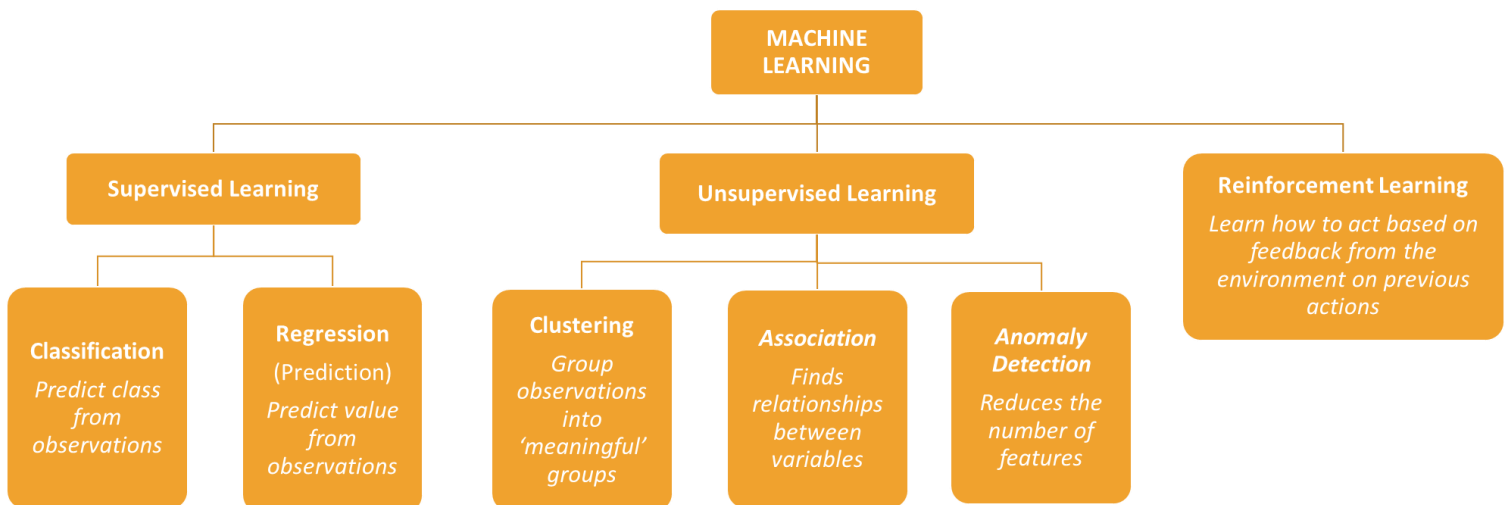 MACHINE
LEARNING
Supervised Learning
Unsupervised Learning
Reinforcement Learning
Learn how to act based on
feedback from the
environment on previous
actions
Classification
Predict class
from
observations
Regression
(Prediction)
Predict value
from
observations
Clustering
Group
observations
into
‘meaningful’
groups
Association
Finds
relationships
between
variables
Anomaly
Detection
Reduces the
number of
features